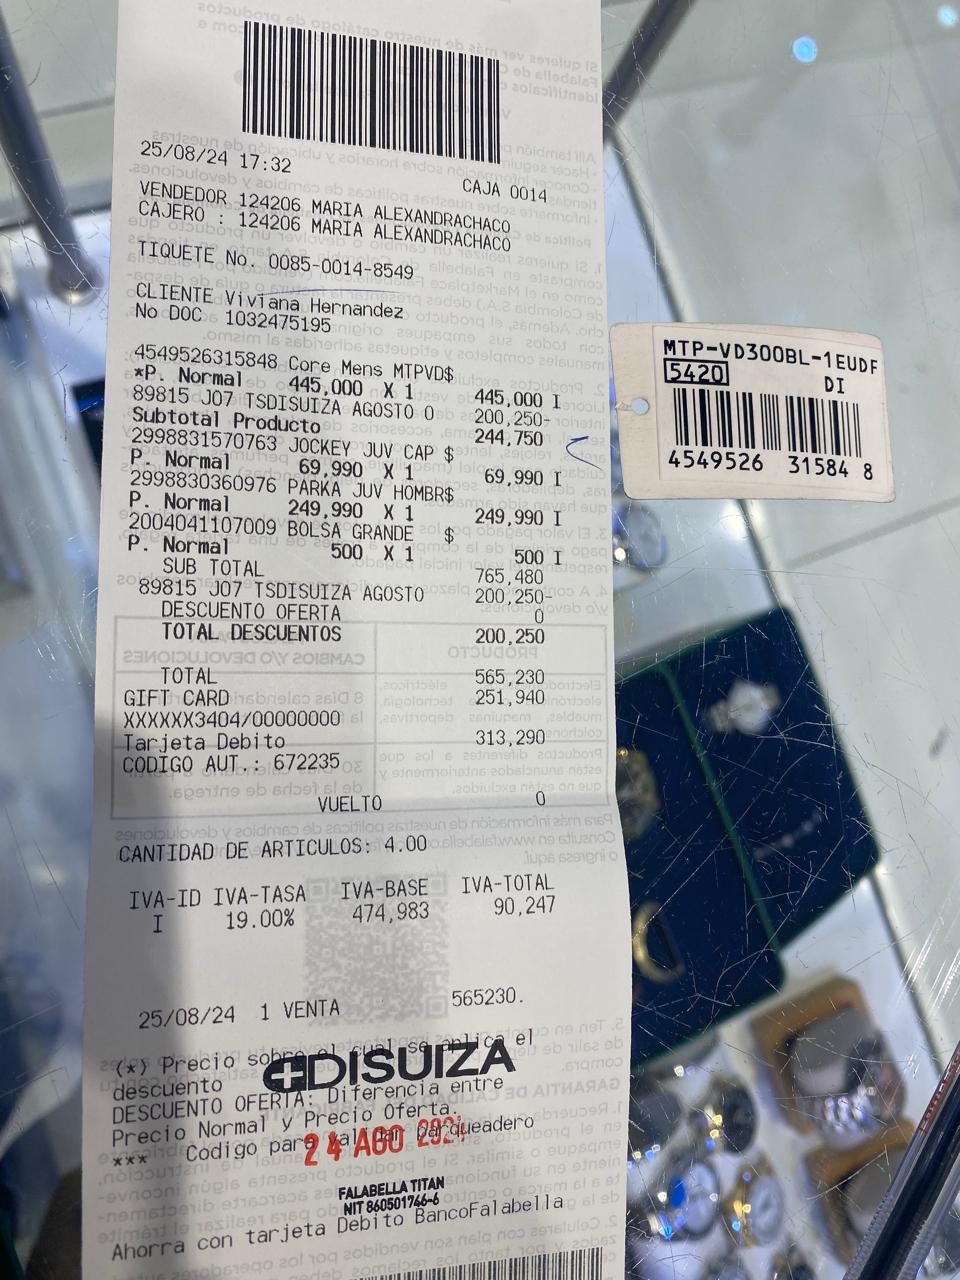 25/08/24 17:32
CAJA 0014
VENDEDOR 124206 MARIA ALEXANDRACHACO
CAJERO : 124206 MARIA ALEXANDRACHACO
TIQUETE No. 0085-0014-8549
CLIENTE Viviana Hernandez
No DOC 1032475195
4549526315848 Core Mens MTPVD$
*P. Normal 445,000 X 1 445,000 I
89815 J07 TSDISUIZA AGOSTO 0 200,250-
Subtotal Producto 244,750
2998831570763 JOCKEY JUV CAP $
P. Normal 69,990 X 1 69,990 I
2998830360976 PARKA JUV HOMBR$
P. Normal 249,990 X 1 249,990 I
2004041107009 BOLSA GRANDE $
P. Normal 500 X 1 500 I
SUB TOTAL 765,480
89815 J07 TSDISUIZA AGOSTO 200,250-
DESCUENTO OFERTA 0
TOTAL DESCUENTOS 200,250
TOTAL 565,230
GIFT CARD 251,940
XXXXXX3404/00000000
Tarjeta Debito 313,290
CODIGO AUT.: 672235
VUELTO 0
CANTIDAD DE ARTICULOS: 4.00
IVA-ID IVA-TASA IVA-BASE IVA-TOTAL
I 19.00% 474,983 90,247
25/08/24 1 VENTA 565230.
(*) Precio sobre el cual se aplica el
descuento
DISUIZA
DESCUENTO OFERTA: Diferencia entre
Precio Normal y Precio Oferta.
*** Codigo para validar parqueadero
24 AGO 2024
FALABELLA TITAN
NIT 860501766-6
Ahorra con tarjeta Debito BancoFalabella
MTP-VD300BL-1EUDF
5420 DI
4549526 31584 8